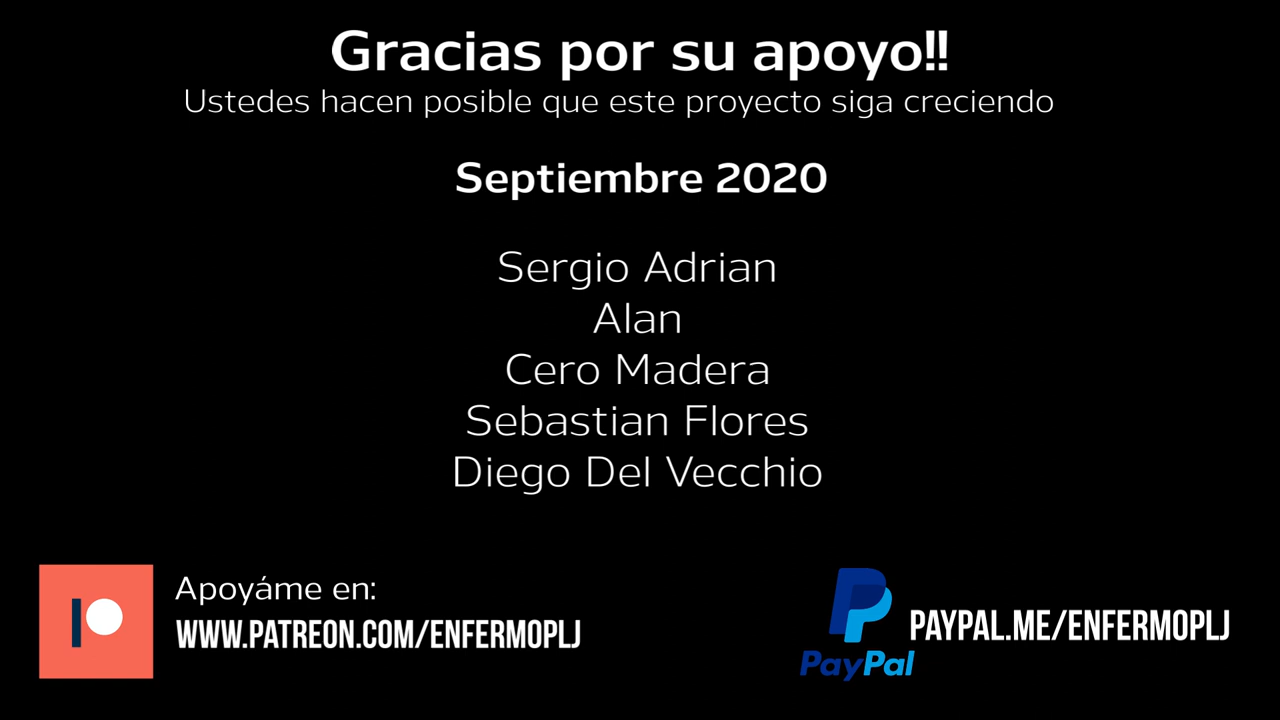 Gracias por su apoyo!!
Ustedes hacen posible que este proyecto siga creciendo
Septiembre 2020
Sergio Adrian
Alan
Cero Madera
Sebastian Flores
Diego Del Vecchio
Apoyáme en:
WWW.PATREON.COM/ENFERMOPLJ
PAYPAL.ME/ENFERMOPLJ
PayPal